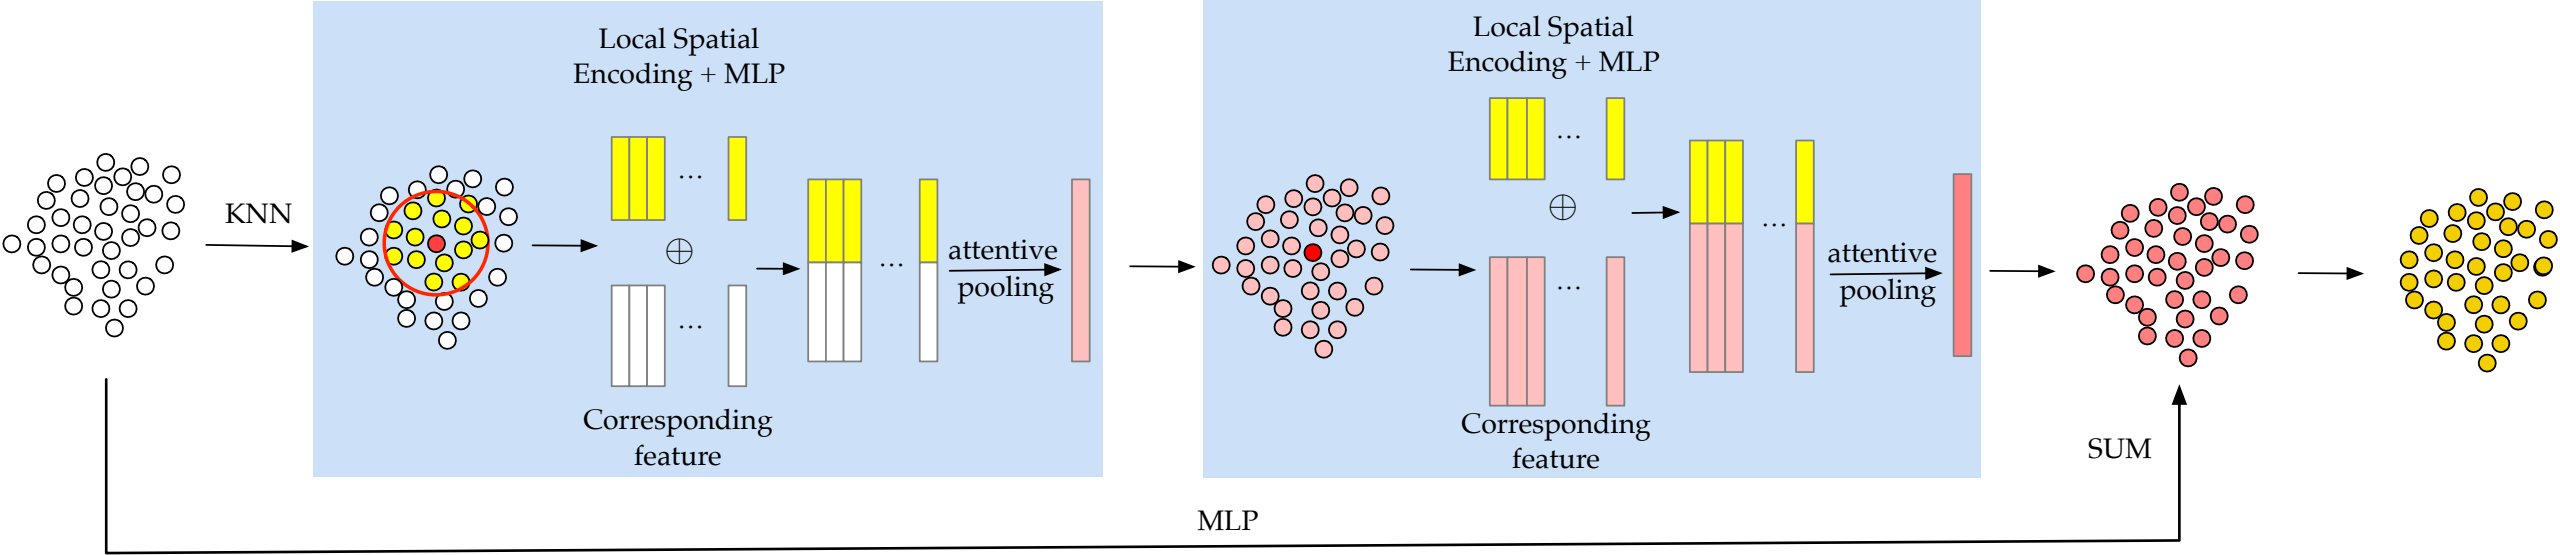 KNN
Local Spatial
Encoding + MLP
...
⊕
...
Corresponding
feature
...
attentive
pooling
Local Spatial
Encoding + MLP
...
⊕
...
Corresponding
feature
...
attentive
pooling
SUM
MLP